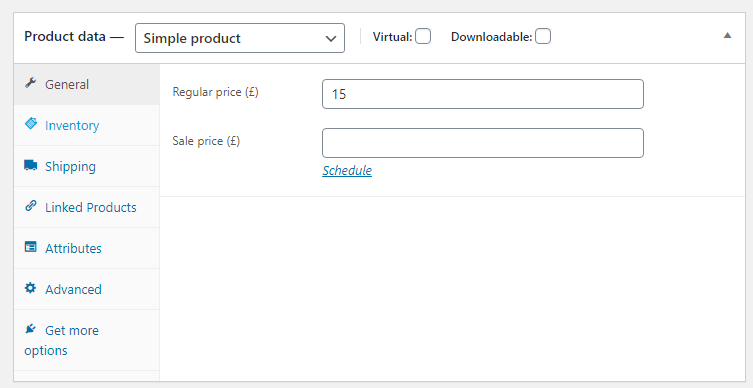 Product data — Simple product Virtual: Downloadable:
General
Regular price (£) 15
Inventory
Sale price (£)
Shipping
Schedule
Linked Products
Attributes
Advanced
Get more
options